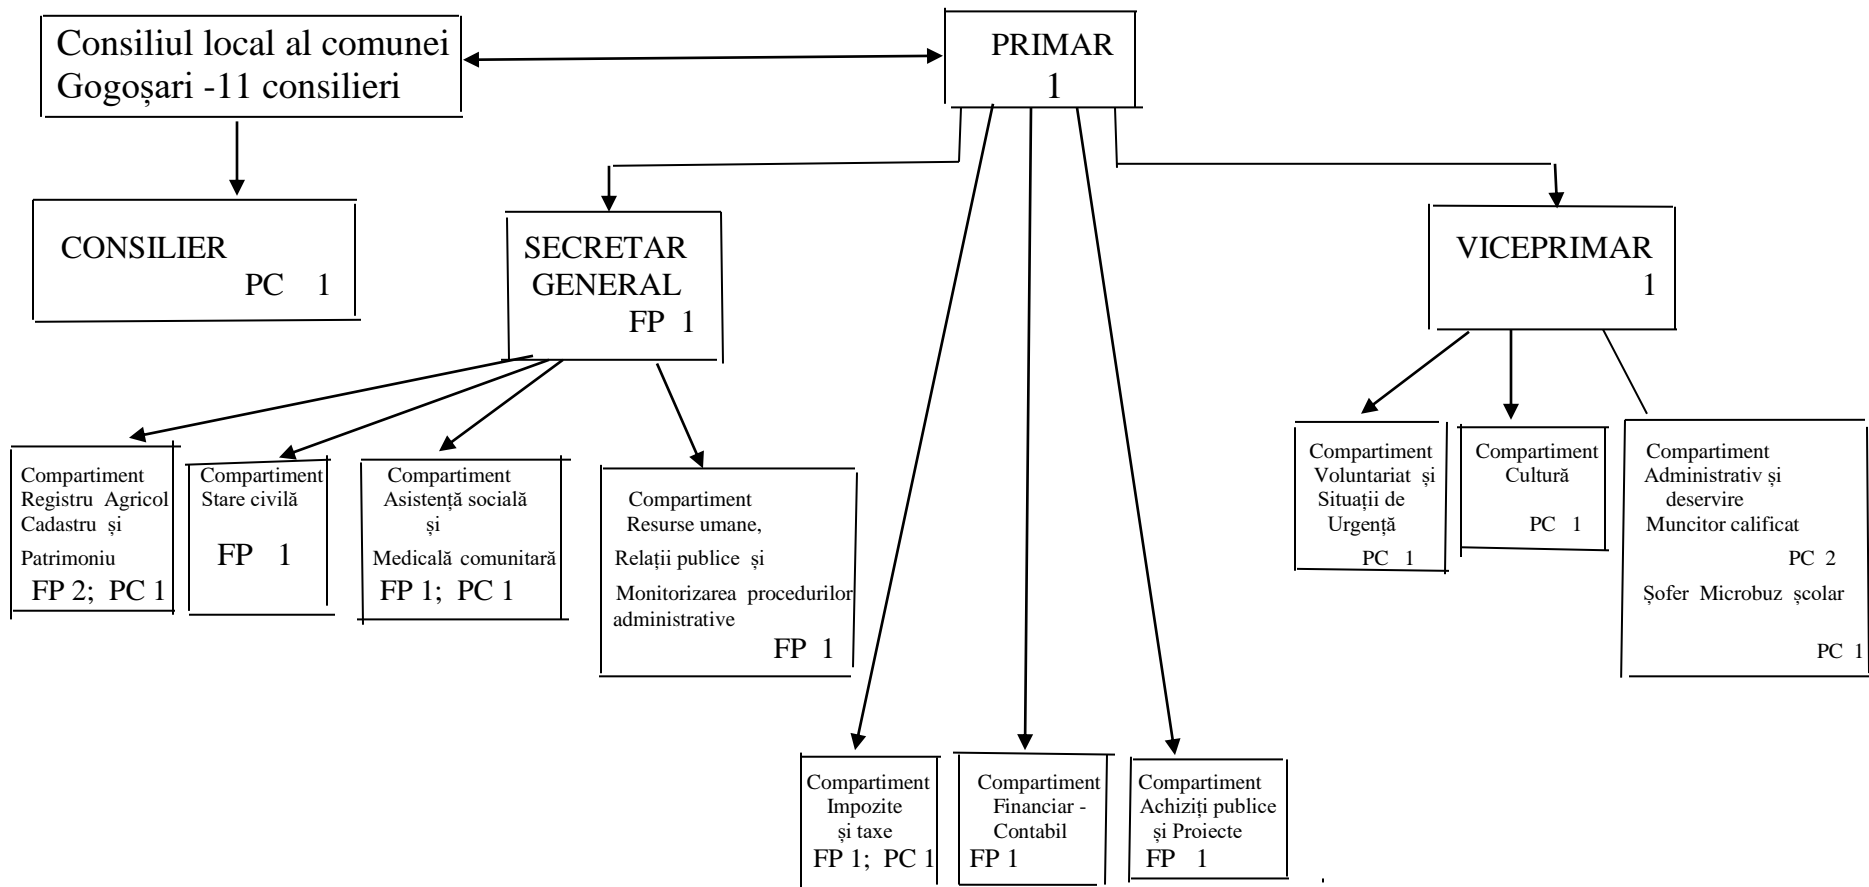 Consiliul local al comunei
Gogoșari -11 consilieri
PRIMAR
1
CONSILIER
PC 1
SECRETAR
GENERAL
FP 1
VICEPRIMAR
1
Compartiment
Registru Agricol
Cadastru și
Patrimoniu
FP 2; PC 1
Compartiment
Stare civilă
FP 1
Compartiment
Asistență socială
și
Medicală comunitară
FP 1; PC 1
Compartiment
Resurse umane,
Relații publice și
Monitorizarea procedurilor
administrative
FP 1
Compartiment
Voluntariat și
Situații de
Urgență
PC 1
Compartiment
Cultură
PC 1
Compartiment
Administrativ și
deservire
Muncitor calificat
PC 2
Șofer Microbuz școlar
PC 1
Compartiment
Impozite
și taxe
FP 1; PC 1
Compartiment
Financiar -
Contabil
FP 1
Compartiment
Achiziți publice
și Proiecte
FP 1